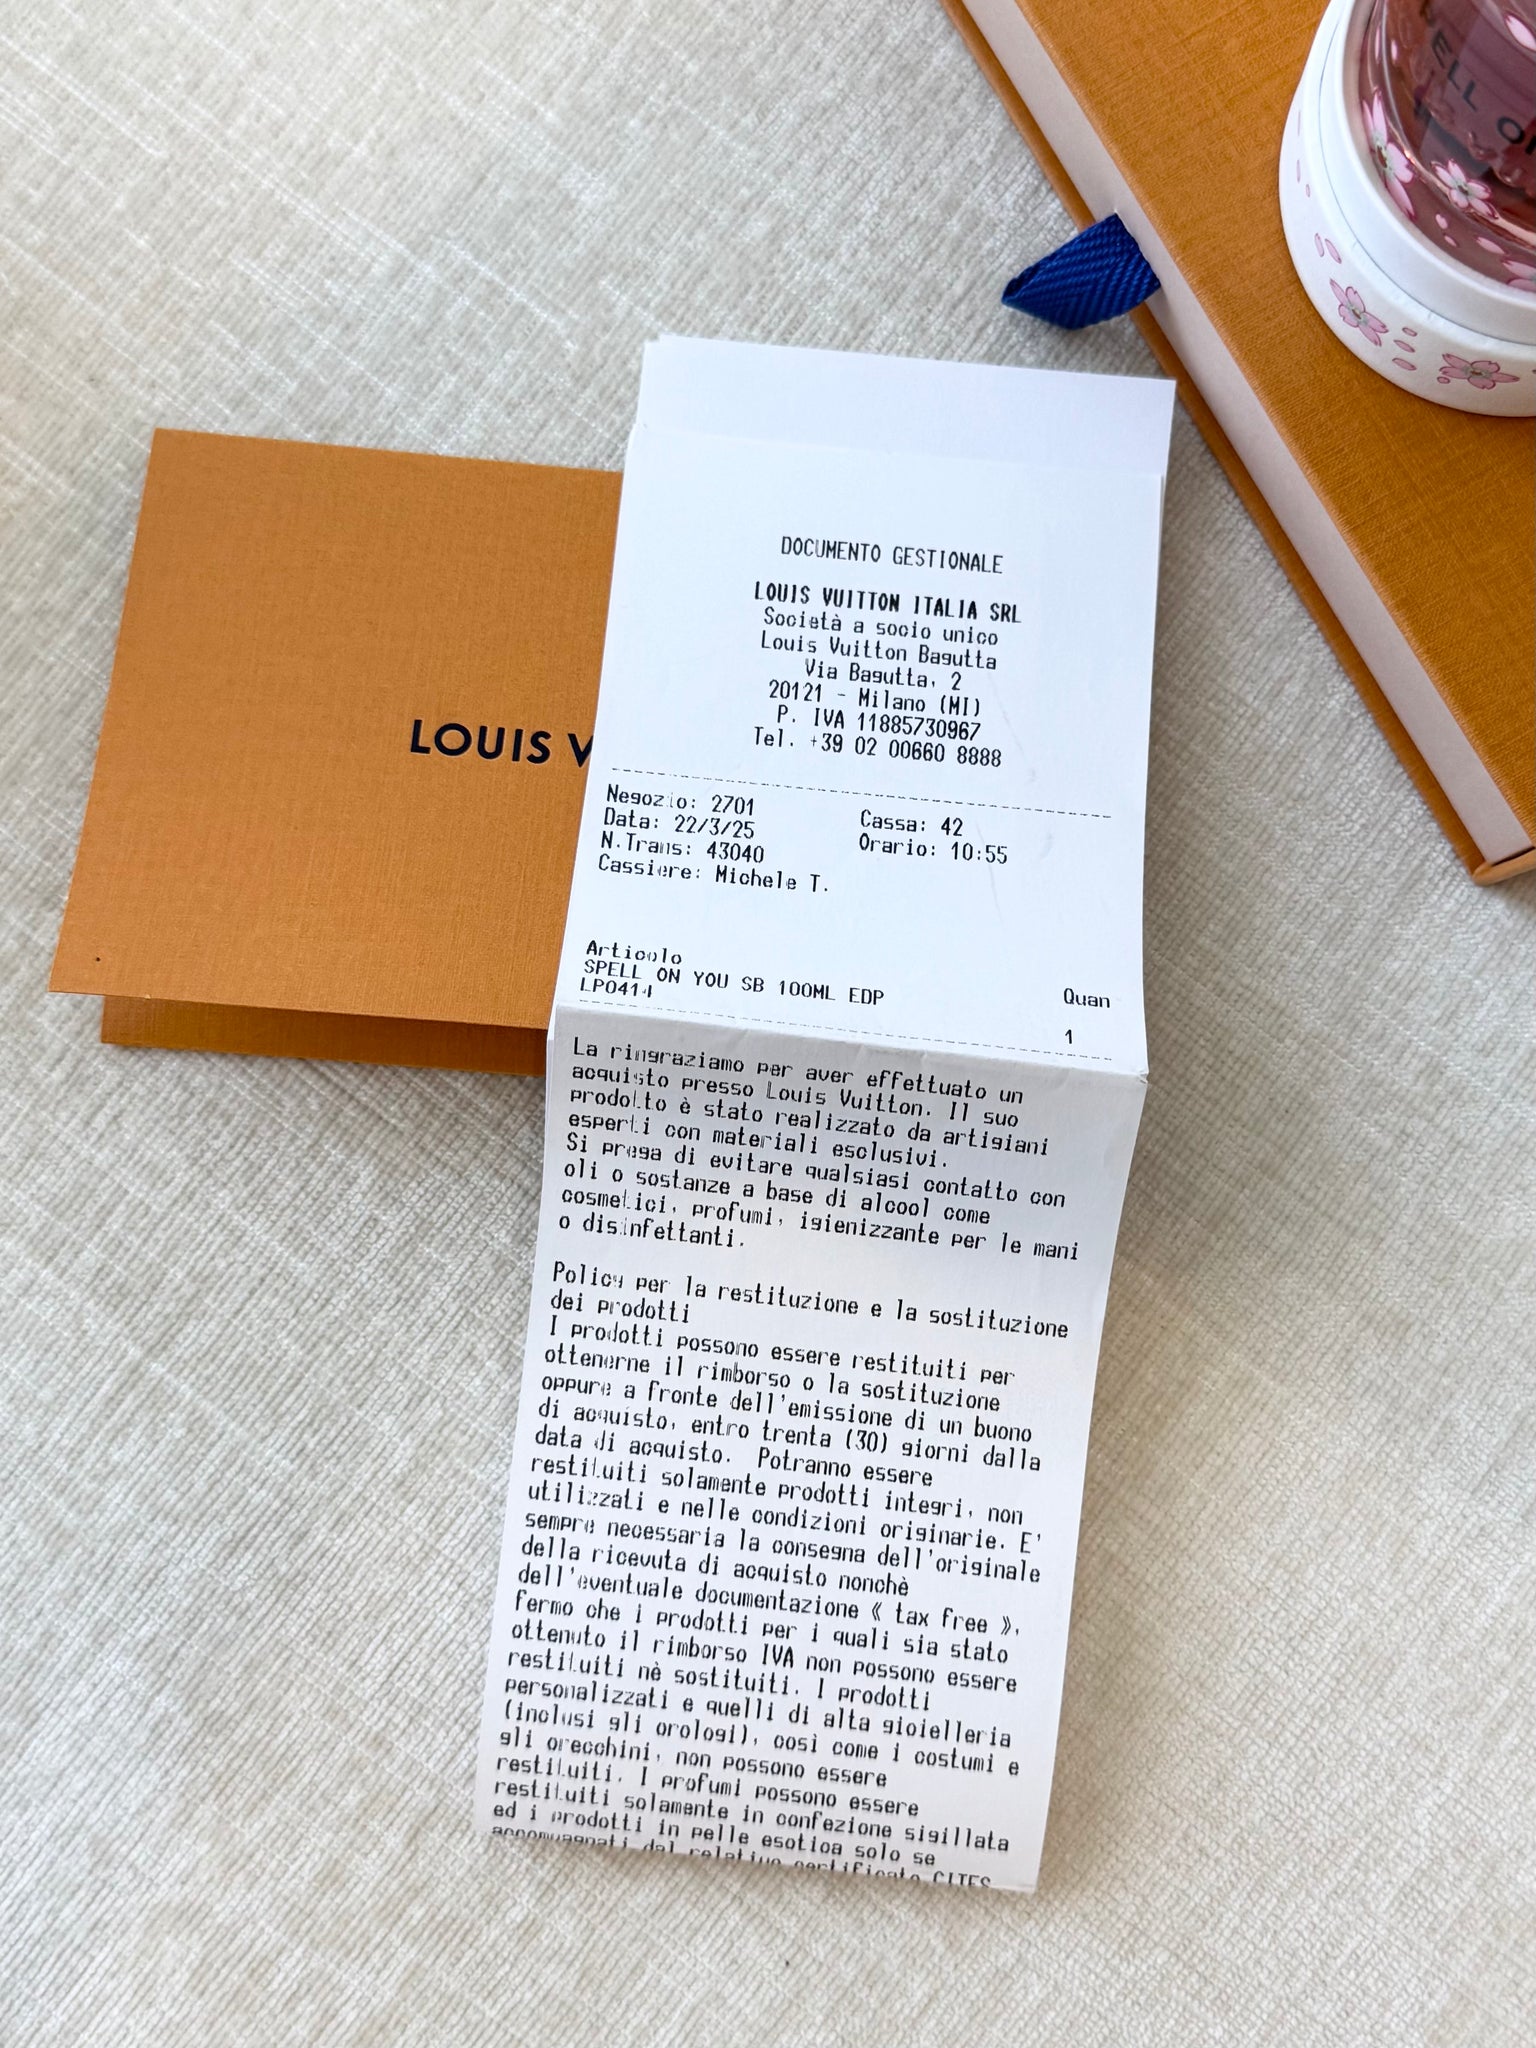 ELL ON
LOUIS V
DOCUMENTO GESTIONALE
LOUIS VUITTON ITALIA SRL
Società a socio unico
Louis Vuitton Bagutta
Via Bagutta, 2
20121 - Milano (MI)
P. IVA 11885730967
Tel. +39 02 00660 8888
Negozio: 2701 Cassa: 42
Data: 22/3/25 Orario: 10:55
N.Trans: 43040
Cassiere: Michele T.
Articolo Quan
SPELL ON YOU SB 100ML EDP
LP0414 1
La ringraziamo per aver effettuato un
acquisto presso Louis Vuitton. Il suo
prodotto è stato realizzato da artigiani
esperti con materiali esclusivi.
Si prega di evitare qualsiasi contatto con
oli o sostanze a base di alcool come
cosmetici, profumi, igienizzante per le mani
o disinfettanti.
Policy per la restituzione e la sostituzione
dei prodotti
I prodotti possono essere restituiti per
ottenerne il rimborso o la sostituzione
oppure a fronte dell'emissione di un buono
di acquisto, entro trenta (30) giorni dalla
data di acquisto. Potranno essere
restituiti solamente prodotti integri, non
utilizzati e nelle condizioni originarie. E'
sempre necessaria la consegna dell'originale
della ricevuta di acquisto nonchè
dell'eventuale documentazione « tax free »,
fermo che i prodotti per i quali sia stato
ottenuto il rimborso IVA non possono essere
restituiti nè sostituiti. I prodotti
personalizzati e quelli di alta gioielleria
(inclusi gli orologi), così come i costumi e
gli orecchini, non possono essere
restituiti. I profumi possono essere
restituiti solamente in confezione sigillata
ed i prodotti in pelle esotica solo se
accompagnati dal relativo certificato CITES